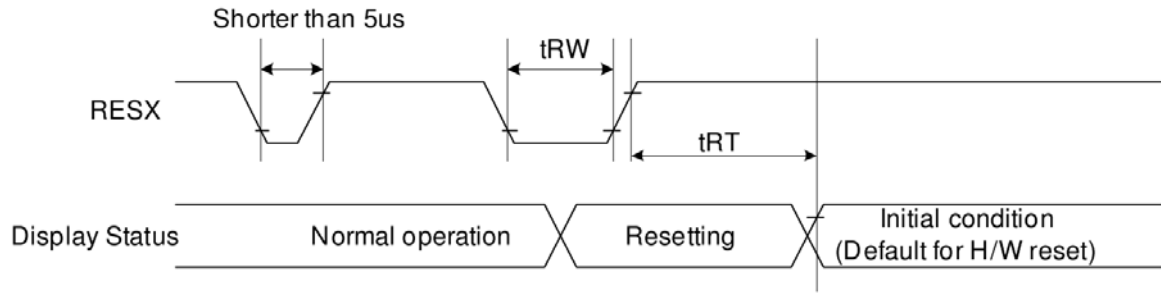 Shorter than 5us
tRW
RESX
tRT
Display Status
Normal operation
Resetting
Initial condition
(Default for H/W reset)